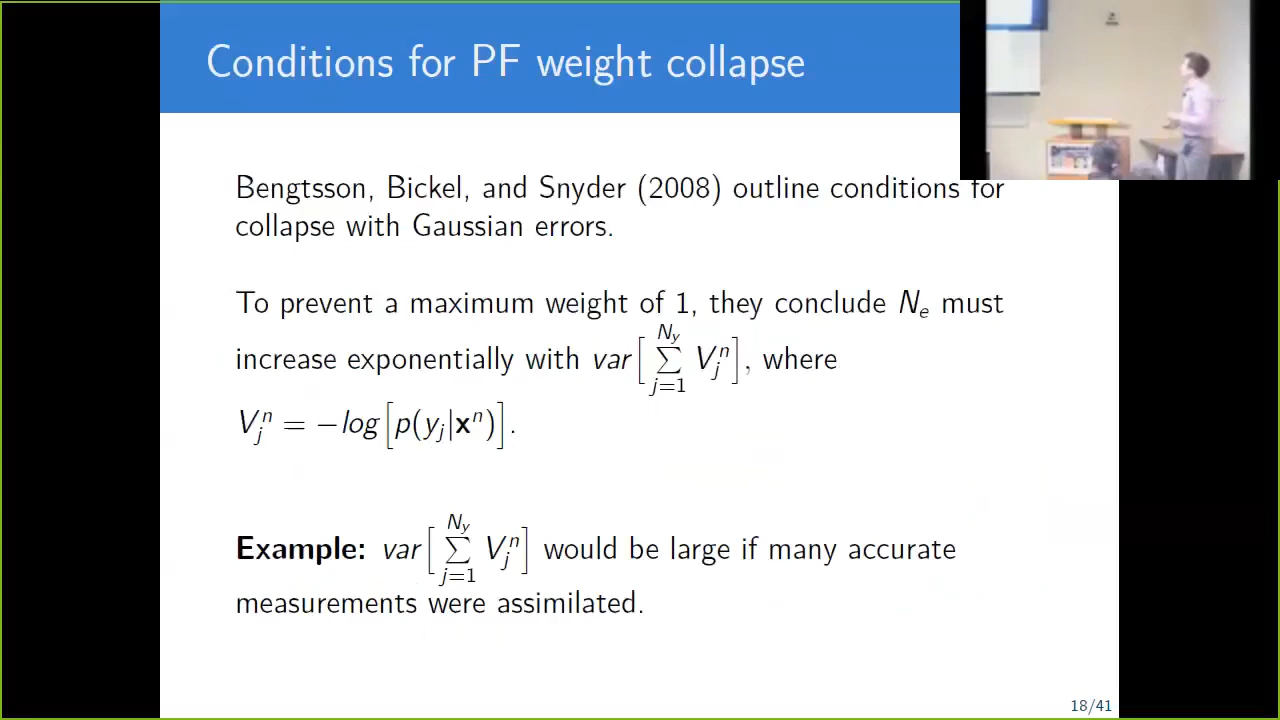 Conditions for PF weight collapse
Bengtsson, Bickel, and Snyder (2008) outline conditions for
collapse with Gaussian errors.
To prevent a maximum weight of 1, they conclude Nₑ must
increase exponentially with var[∑_{j=1}^{N_y} V_j^n], where
V_j^n = −log[p(y_j|𝐱^n)].
Example: var[∑_{j=1}^{N_y} V_j^n] would be large if many accurate
measurements were assimilated.
18/41